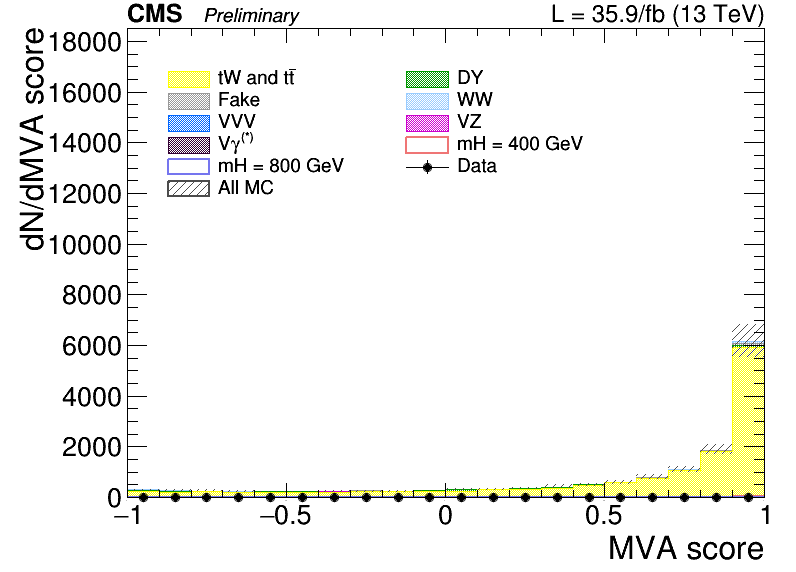 CMS Preliminary L = 35.9/fb (13 TeV)
dN/dMVA score
18000
16000
14000
12000
10000
8000
6000
4000
2000
0
tW and tt̄
DY
Fake
WW
VVV
VZ
Vγ(*)
mH = 400 GeV
mH = 800 GeV
Data
All MC
−1 −0.5 0 0.5 1
MVA score